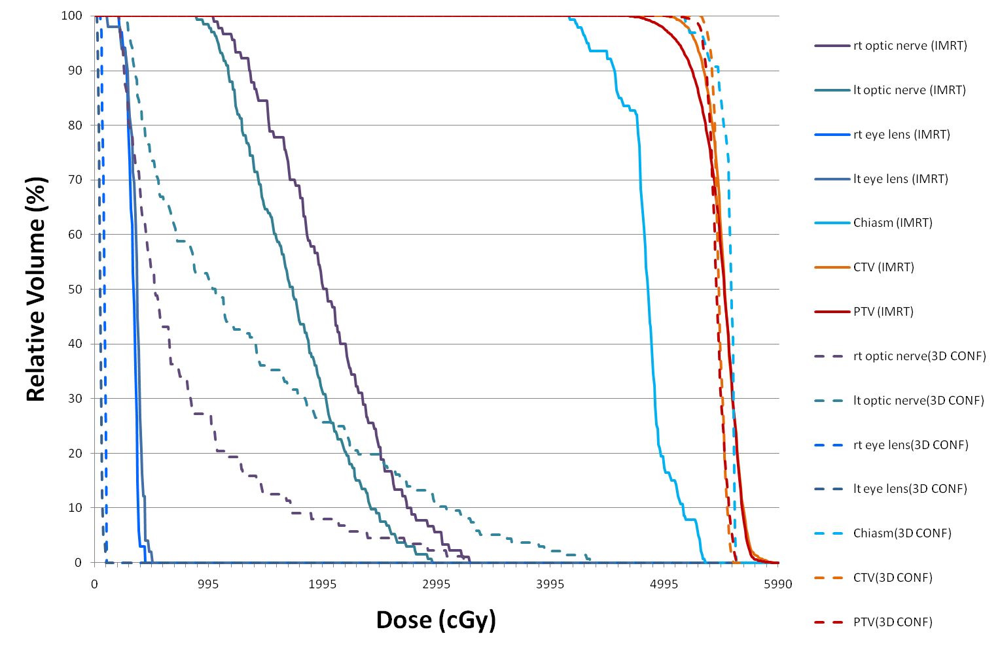 100
90
80
70
60
50
40
30
20
10
0
Relative Volume (%)
0 995 1995 2995 3995 4995 5990
Dose (cGy)
rt optic nerve (IMRT)
lt optic nerve (IMRT)
rt eye lens (IMRT)
lt eye lens (IMRT)
Chiasm (IMRT)
CTV (IMRT)
PTV (IMRT)
rt optic nerve(3D CONF)
lt optic nerve(3D CONF)
rt eye lens(3D CONF)
lt eye lens(3D CONF)
Chiasm(3D CONF)
CTV(3D CONF)
PTV(3D CONF)